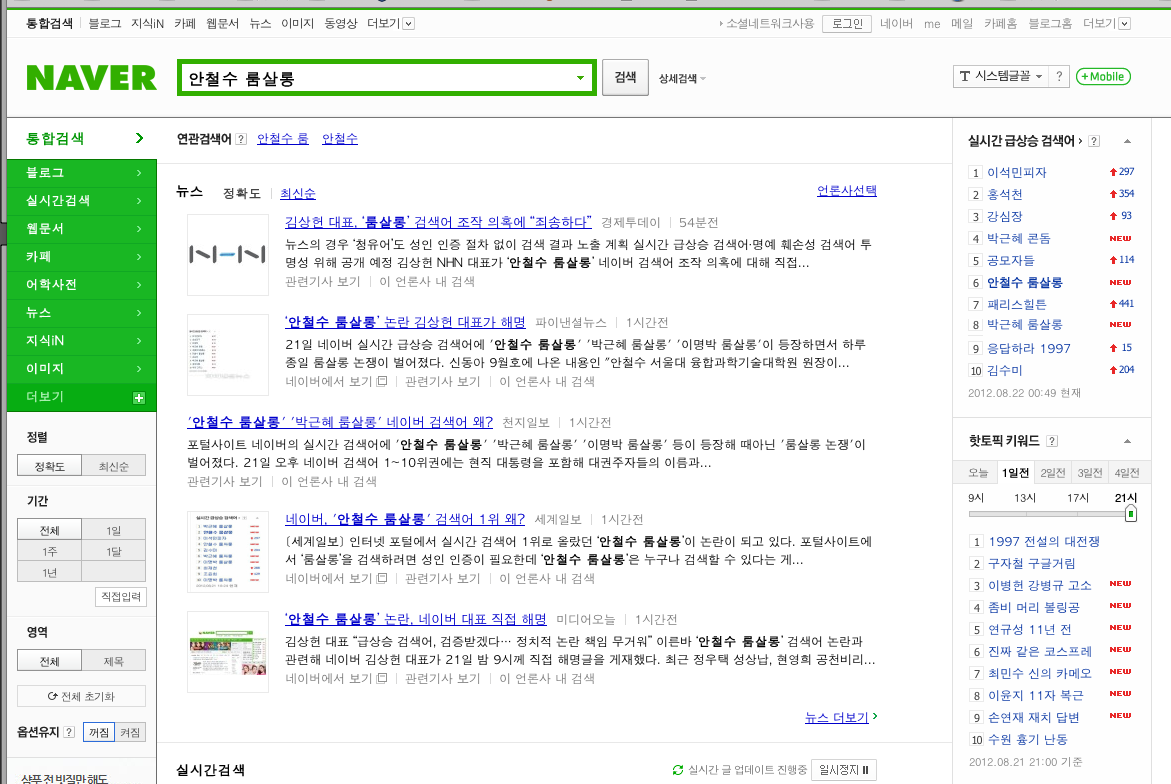 통합검색 블로그 지식iN 카페 웹문서 뉴스 이미지 동영상 더보기
소셜네트워크사용 로그인 네이버 me 메일 카페홈 블로그홈 더보기
NAVER
안철수 룸살롱
검색 상세검색
T 시스템글꼴 ? +Mobile
통합검색
블로그
실시간검색
웹문서
카페
어학사전
뉴스
지식iN
이미지
더보기
정렬
정확도 최신순
기간
전체 1일
1주 1달
1년
직접입력
영역
전체 제목
전체 초기화
옵션유지 ? 꺼짐 켜짐
샴푸 전 빗질만 해도
연관검색어 ? 안철수 룸 안철수
뉴스 정확도 최신순 언론사선택
김상헌 대표, ‘룸살롱’ 검색어 조작 의혹에 “죄송하다” 경제투데이 54분전
뉴스의 경우 ‘청유어’도 성인 인증 절차 없이 검색 결과 노출 계획 실시간 급상승 검색어·명예 훼손성 검색어 투
명성 위해 공개 예정 김상헌 NHN 대표가 ‘안철수 룸살롱’ 네이버 검색어 조작 의혹에 대해 직접...
관련기사 보기 이 언론사 내 검색
‘안철수 룸살롱’ 논란 김상헌 대표가 해명 파이낸셜뉴스 1시간전
21일 네이버 실시간 급상승 검색어에 '안철수 룸살롱' '박근혜 룸살롱' '이명박 룸살롱'이 등장하면서 하루
종일 룸살롱 논쟁이 벌어졌다. 신동아 9월호에 나온 내용인 "안철수 서울대 융합과학기술대학원 원장이...
네이버에서 보기 관련기사 보기 이 언론사 내 검색
'안철수 룸살롱' '박근혜 룸살롱' 네이버 검색어 왜? 천지일보 1시간전
포털사이트 네이버의 실시간 검색어에 '안철수 룸살롱' '박근혜 룸살롱' '이명박 룸살롱' 등이 등장해 때아닌 '룸살롱 논쟁'이
벌어졌다. 21일 오후 네이버 검색어 1~10위권에는 현직 대통령을 포함해 대권주자들의 이름과...
관련기사 보기 이 언론사 내 검색
네이버, '안철수 룸살롱' 검색어 1위 왜? 세계일보 1시간전
[세계일보] 인터넷 포털에서 실시간 검색어 1위로 올랐던 ‘안철수 룸살롱’이 논란이 되고 있다. 포털사이트에
서 ‘룸살롱’을 검색하려면 성인 인증이 필요한데 ‘안철수 룸살롱’은 누구나 검색할 수 있다는 게...
네이버에서 보기 관련기사 보기 이 언론사 내 검색
‘안철수 룸살롱’ 논란, 네이버 대표 직접 해명 미디어오늘 1시간전
김상헌 대표 “급상승 검색어, 검증받겠다… 정치적 논란 책임 무거워” 이른바 ‘안철수 룸살롱’ 검색어 논란과
관련해 네이버 김상헌 대표가 21일 밤 9시께 직접 해명글을 게재했다. 최근 정우택 성상납, 현영희 공천비리...
네이버에서 보기 관련기사 보기 이 언론사 내 검색
뉴스 더보기
실시간검색 실시간 글 업데이트 진행중 일시정지
실시간 급상승 검색어 ?
1 이석민피자 297
2 홍석천 354
3 강심장 93
4 박근혜 콘돔 NEW
5 공모자들 114
6 안철수 룸살롱 NEW
7 패리스힐튼 441
8 박근혜 룸살롱 NEW
9 응답하라 1997 15
10 김수미 204
2012.08.22 00:49 현재
핫토픽 키워드 ?
오늘 1일전 2일전 3일전 4일전
9시 13시 17시 21시
1 1997 전설의 대전쟁
2 구자철 구글거림
3 이병헌 강병규 고소 NEW
4 좀비 머리 볼링공 NEW
5 연규성 11년 전 NEW
6 진짜 같은 코스프레 NEW
7 최민수 신의 카메오 NEW
8 이윤지 11자 복근 NEW
9 손연재 재치 답변 NEW
10 수원 흉기 난동
2012.08.21 21:00 기준